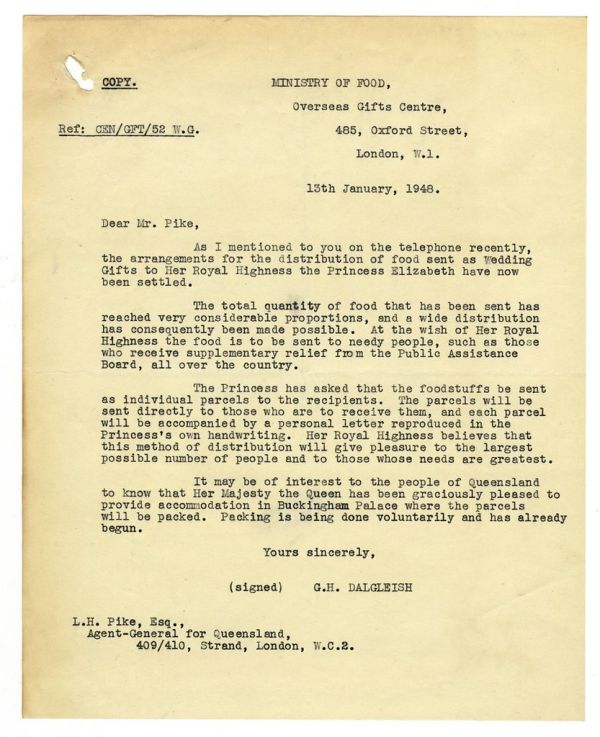 COPY.
MINISTRY OF FOOD,
Overseas Gifts Centre,
Ref: CEN/GFT/52 W.G.
485, Oxford Street,
London, W.1.
13th January, 1948.
Dear Mr. Pike,
As I mentioned to you on the telephone recently,
the arrangements for the distribution of food sent as Wedding
Gifts to Her Royal Highness the Princess Elizabeth have now
been settled.
The total quantity of food that has been sent has
reached very considerable proportions, and a wide distribution
has consequently been made possible. At the wish of Her Royal
Highness the food is to be sent to needy people, such as those
who receive supplementary relief from the Public Assistance
Board, all over the country.
The Princess has asked that the foodstuffs be sent
as individual parcels to the recipients. The parcels will be
sent directly to those who are to receive them, and each parcel
will be accompanied by a personal letter reproduced in the
Princess's own handwriting. Her Royal Highness believes that
this method of distribution will give pleasure to the largest
possible number of people and to those whose needs are greatest.
It may be of interest to the people of Queensland
to know that Her Majesty the Queen has been graciously pleased to
provide accommodation in Buckingham Palace where the parcels
will be packed. Packing is being done voluntarily and has already
begun.
Yours sincerely,
(signed) G.H. DALGLEISH
L.H. Pike, Esq.,
Agent-General for Queensland,
409/410, Strand, London, W.C.2.